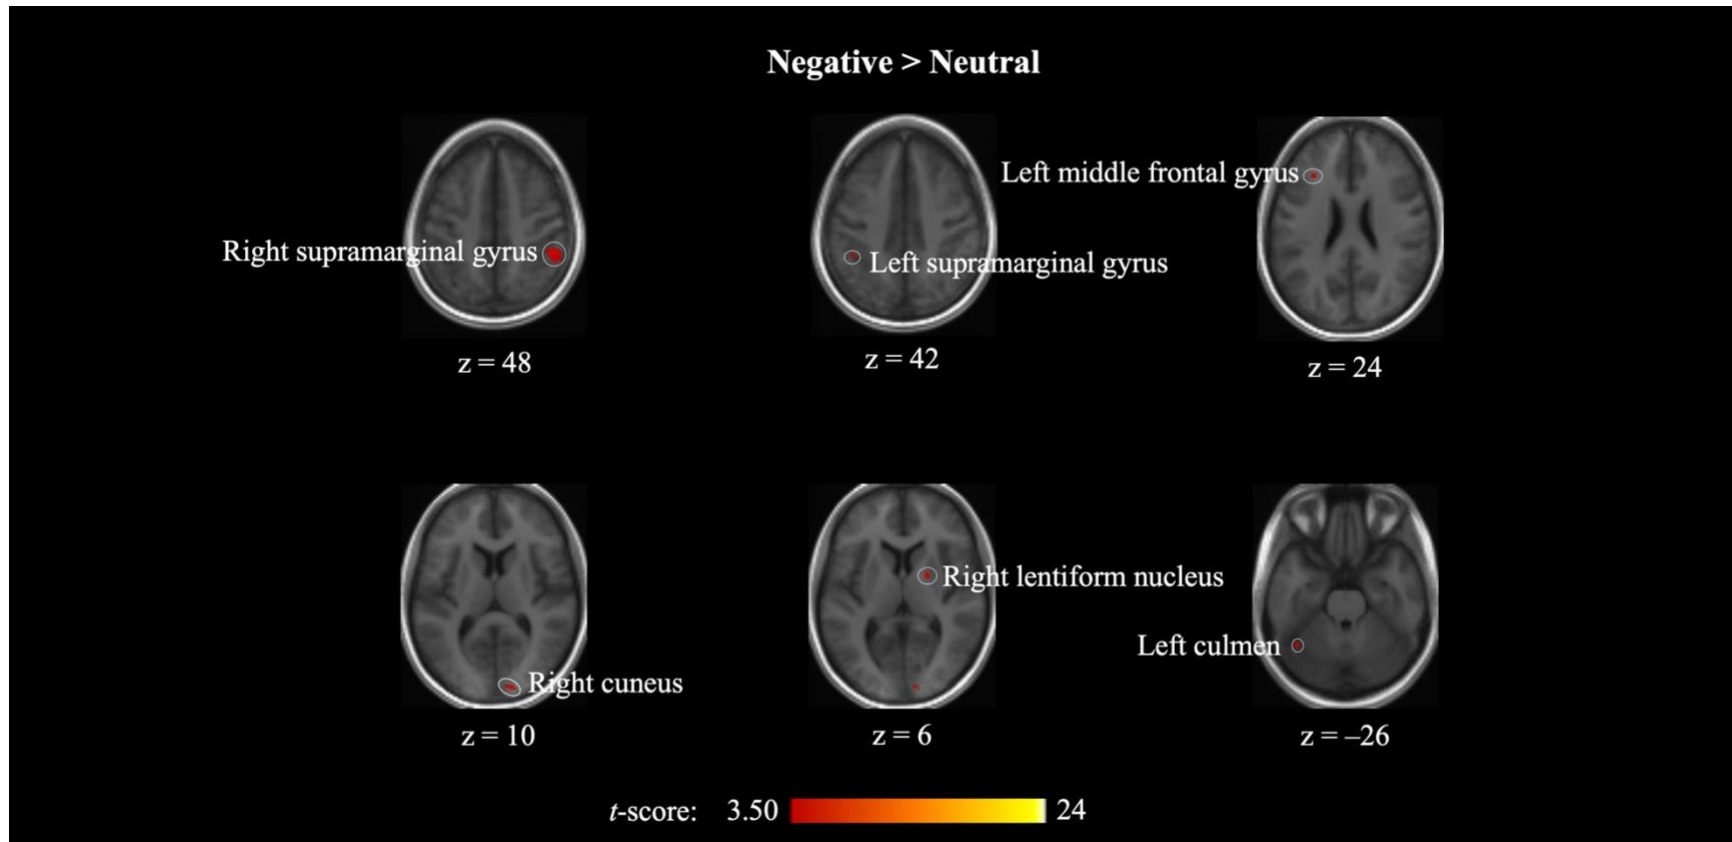 Negative > Neutral
Left middle frontal gyrus
Right supramarginal gyrus
Left supramarginal gyrus
z = 48
z = 42
z = 24
Right lentiform nucleus
Left culmen
Right cuneus
z = 10
z = 6
z = –26
t-score: 3.50 24